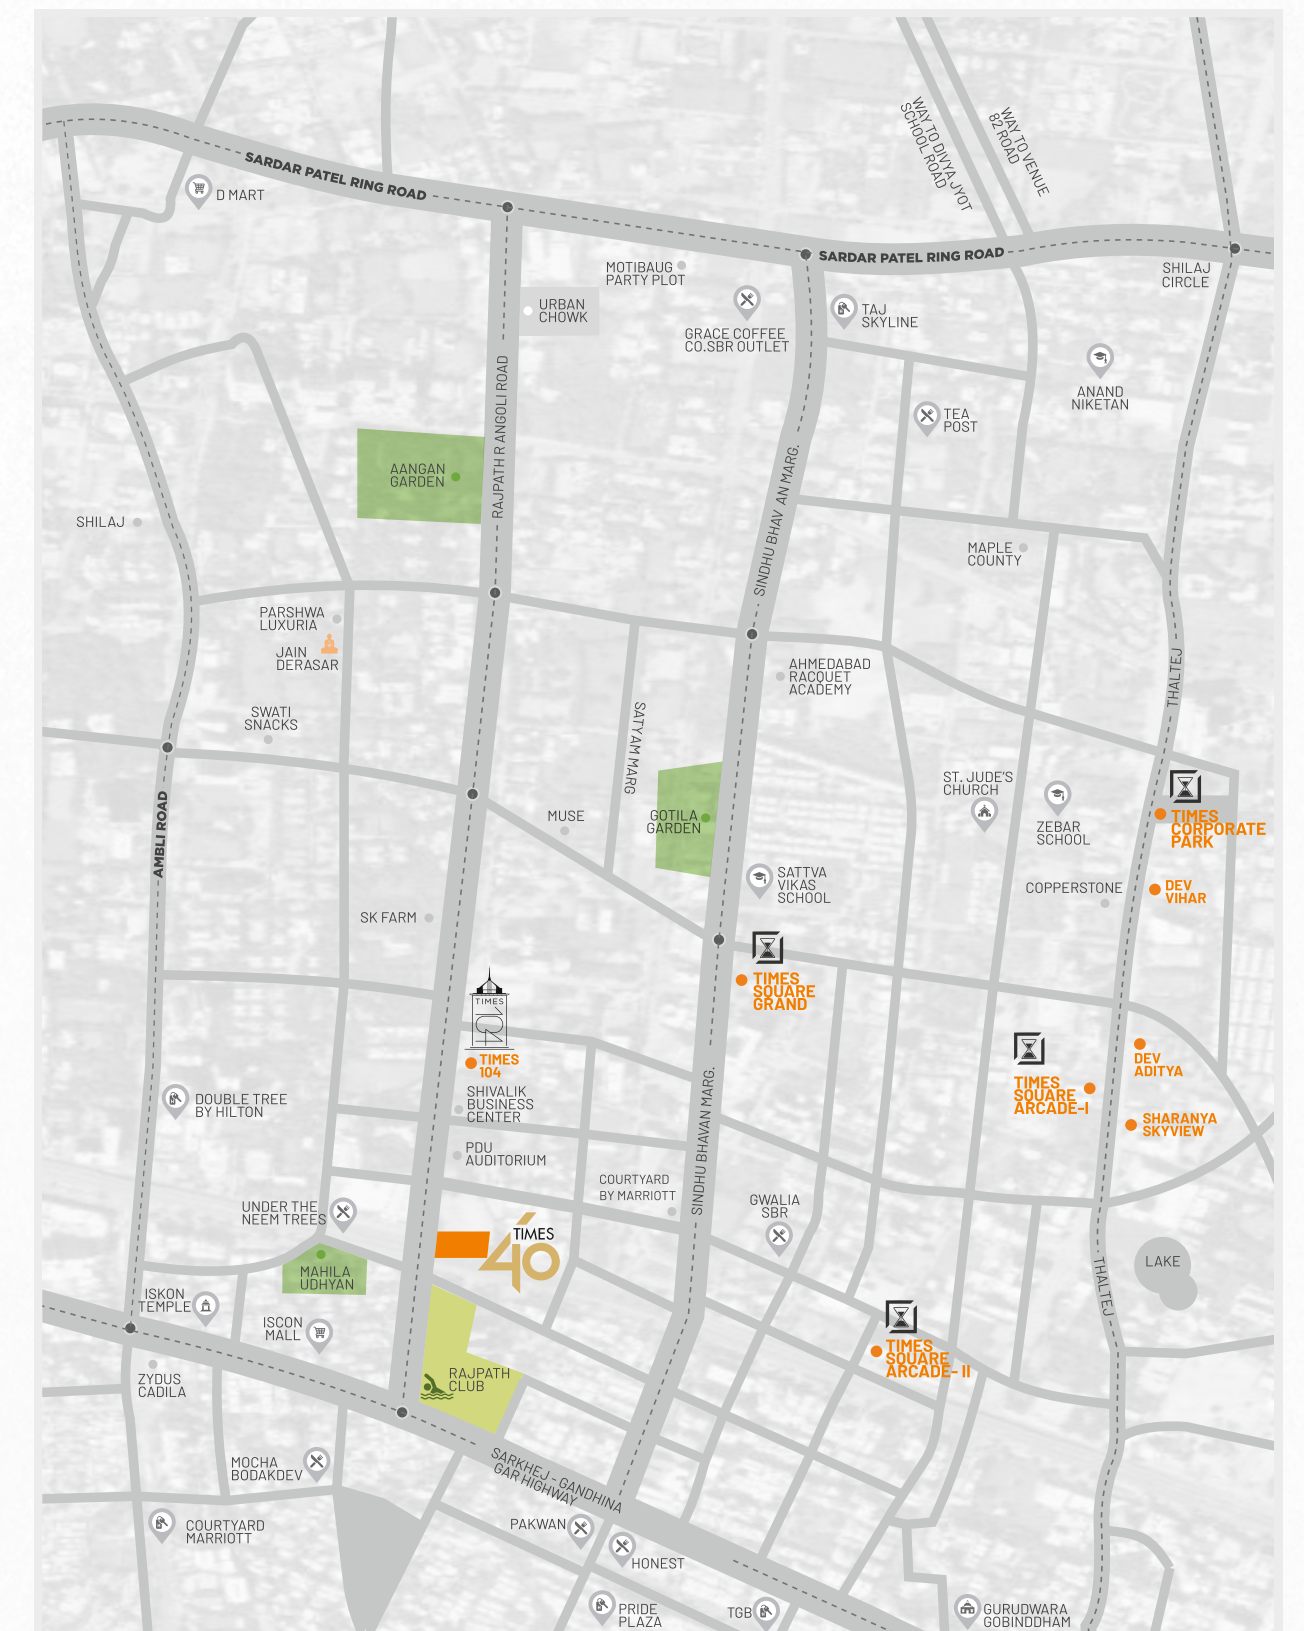 WAY TO DIVYA JYOT
SCHOOL ROAD
WAY TO VENUE
82 ROAD
SARDAR PATEL RING ROAD
D MART
SARDAR PATEL RING ROAD
MOTIBAUG
PARTY PLOT
SHILAJ
CIRCLE
URBAN
CHOWK
TAJ
SKYLINE
GRACE COFFEE
CO.SBR OUTLET
ANAND
NIKETAN
RAJPATH R ANGOLI ROAD
TEA
POST
AANGAN
GARDEN
SINDHU BHAV AN MARG.
SHILAJ
MAPLE
COUNTY
PARSHWA
LUXURIA
JAIN
DERASAR
AHMEDABAD
RACQUET
ACADEMY
THALTEJ
SWATI
SNACKS
SATYAM MARG
ST. JUDE'S
CHURCH
AMBLI ROAD
MUSE
GOTILA
GARDEN
ZEBAR
SCHOOL
TIMES
CORPORATE
PARK
SATTVA
VIKAS
SCHOOL
COPPERSTONE
DEV
VIHAR
SK FARM
TIMES
SQUARE
GRAND
TIMES
104
TIMES
104
DEV
ADITYA
TIMES
SQUARE
ARCADE-I
SHIVALIK
BUSINESS
CENTER
DOUBLE TREE
BY HILTON
SHARANYA
SKYVIEW
SINDHU BHAVAN MARG.
PDU
AUDITORIUM
COURTYARD
BY MARRIOTT
UNDER THE
NEEM TREES
GWALIA
SBR
TIMES
46
LAKE
THALTEJ
MAHILA
UDHYAN
ISKON
TEMPLE
ISCON
MALL
TIMES
SQUARE
ARCADE- II
ZYDUS
CADILA
RAJPATH
CLUB
MOCHA
BODAKDEV
SARKHEJ - GANDHINA
GAR HIGHWAY
COURTYARD
MARRIOTT
PAKWAN
HONEST
PRIDE
PLAZA
TGB
GURUDWARA
GOBINDDHAM